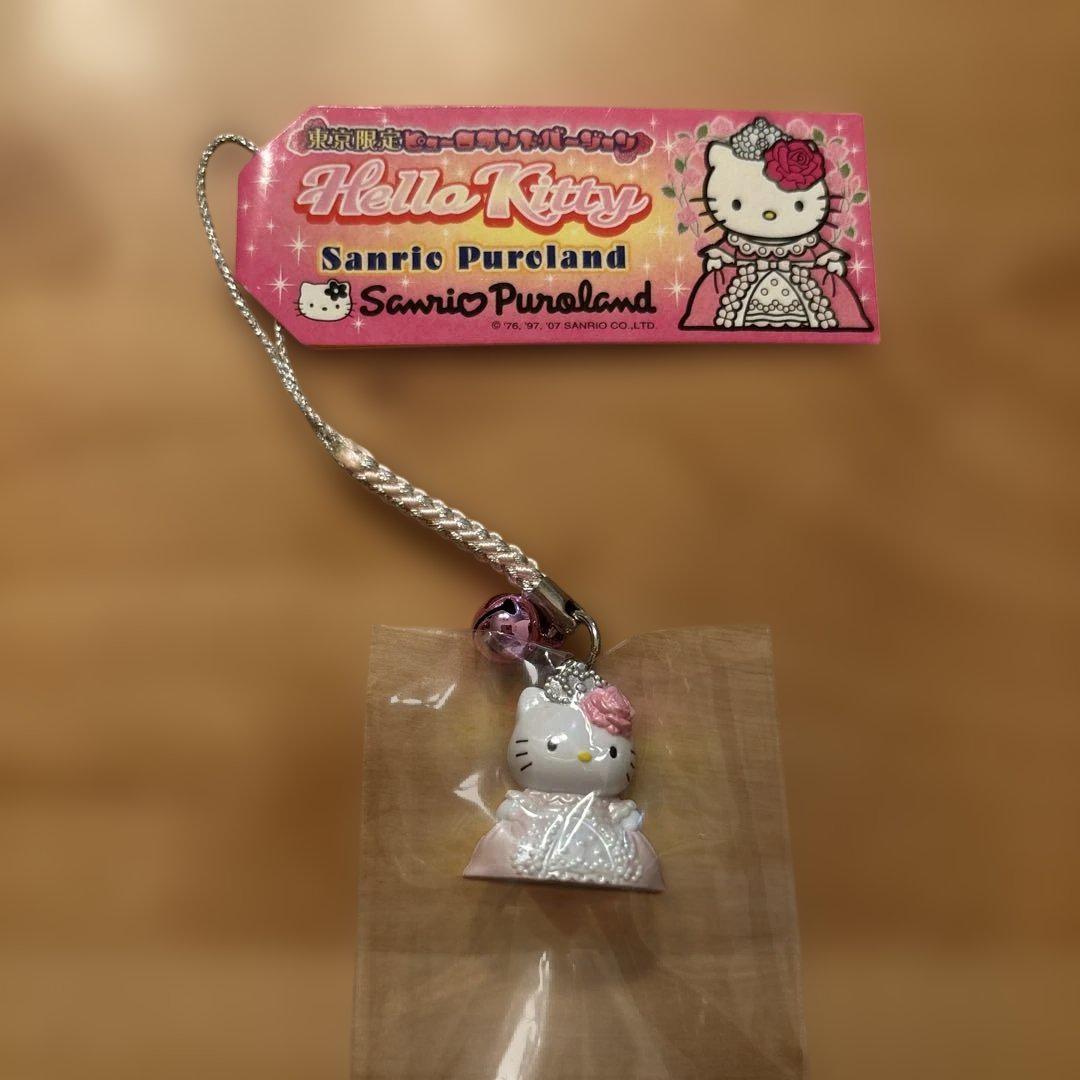 東京限定ピューロランドバージョン
Hello Kitty
Sanrio Puroland
Sanrio Puroland
© '76, '97, '07 SANRIO CO.,LTD.